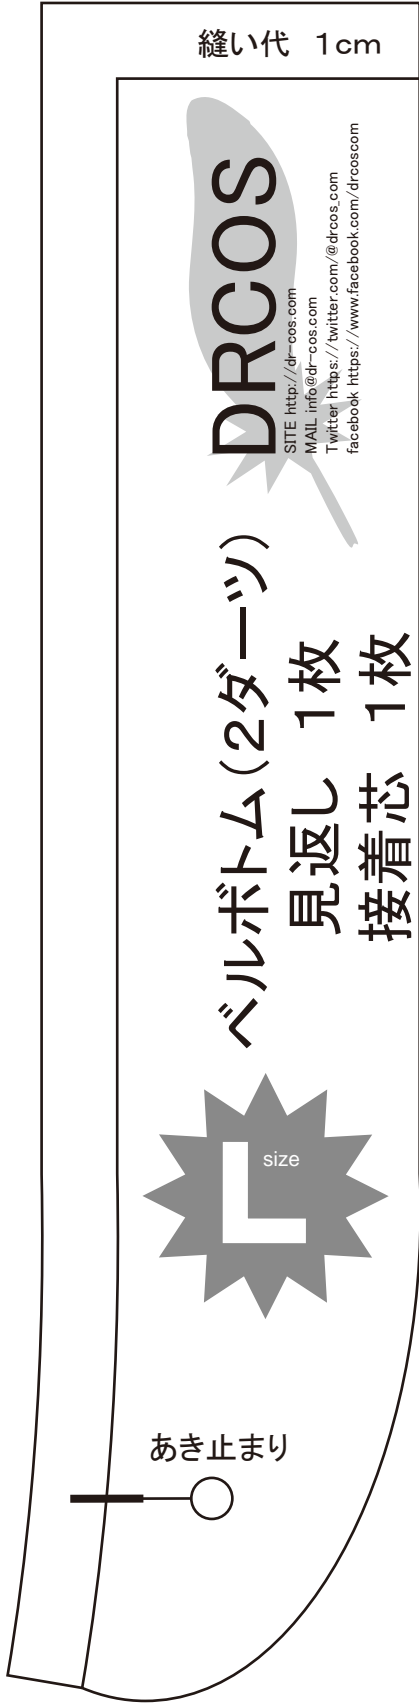 縫い代　1cm
DRCOS
SITE http://dr-cos.com
MAIL info@dr-cos.com
Twitter https://twitter.com/@drcos_com
facebook https://www.facebook.com/drcoscom
ベルボトム(2ダーツ)
見返し　1枚
接着芯　1枚
L size
あき止まり